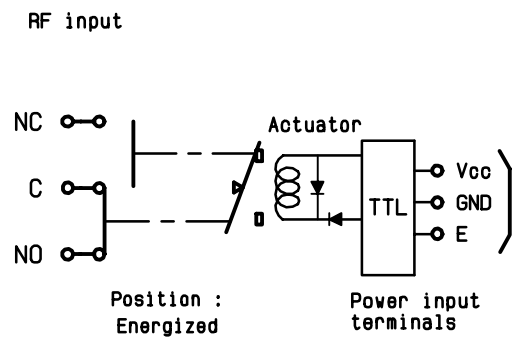 RF input
NC
Actuator
Vcc
C
TTL
GND
E
NO
Position :
Energized
Power input
terminals